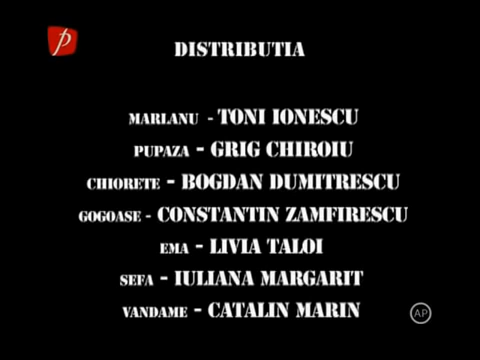 p
DISTRIBUTIA
MARLANU - TONI IONESCU
PUPAZA - GRIG CHIROIU
CHIORETE - BOGDAN DUMITRESCU
GOGOASE - CONSTANTIN ZAMFIRESCU
EMA - LIVIA TALOI
SEFA - IULIANA MARGARIT
VANDAME - CATALIN MARIN
AP